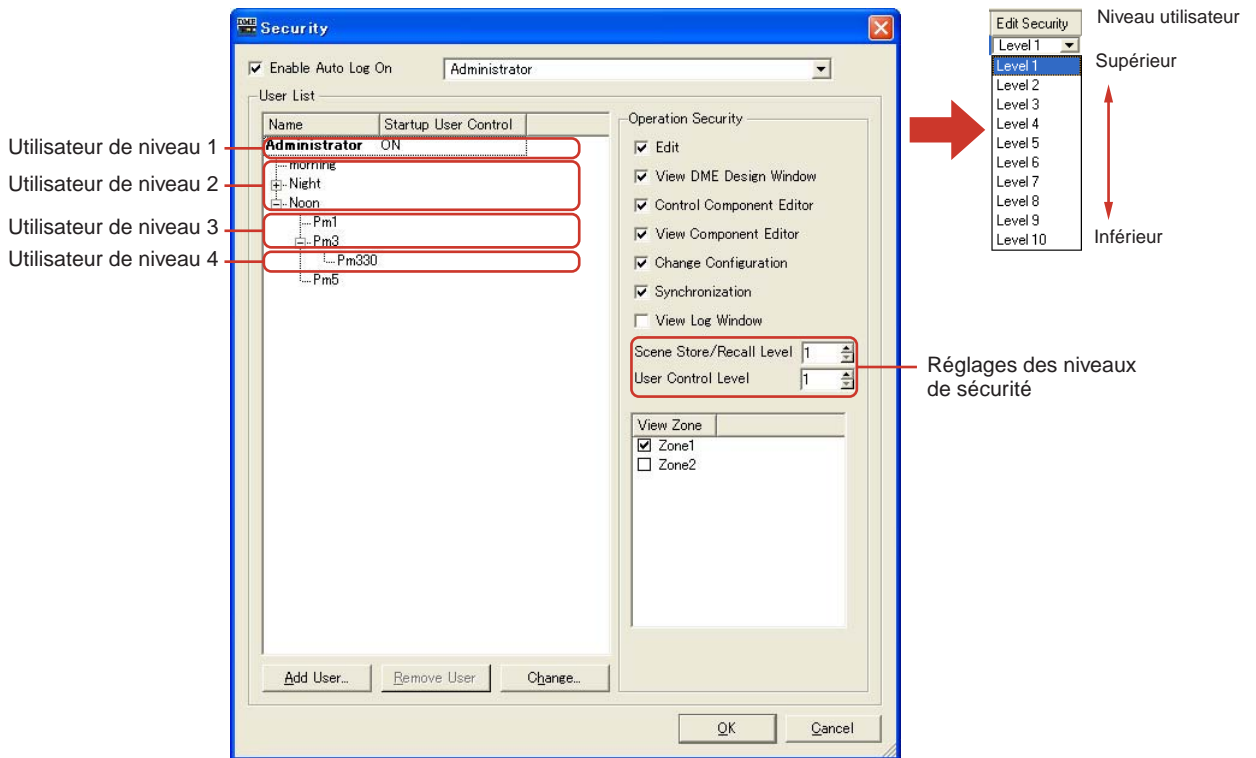 DME Security
Enable Auto Log On Administrator
User List
Name Startup User Control
Administrator ON
morning
Night
Noon
Pm1
Pm3
Pm330
Pm5
Add User... Remove User Change...
Operation Security
Edit
View DME Design Window
Control Component Editor
View Component Editor
Change Configuration
Synchronization
View Log Window
Scene Store/Recall Level 1
User Control Level 1
View Zone
Zone1
Zone2
OK Cancel
Utilisateur de niveau 1
Utilisateur de niveau 2
Utilisateur de niveau 3
Utilisateur de niveau 4
Réglages des niveaux
de sécurité
Edit Security
Level 1
Level 1
Level 2
Level 3
Level 4
Level 5
Level 6
Level 7
Level 8
Level 9
Level 10
Niveau utilisateur
Supérieur
Inférieur